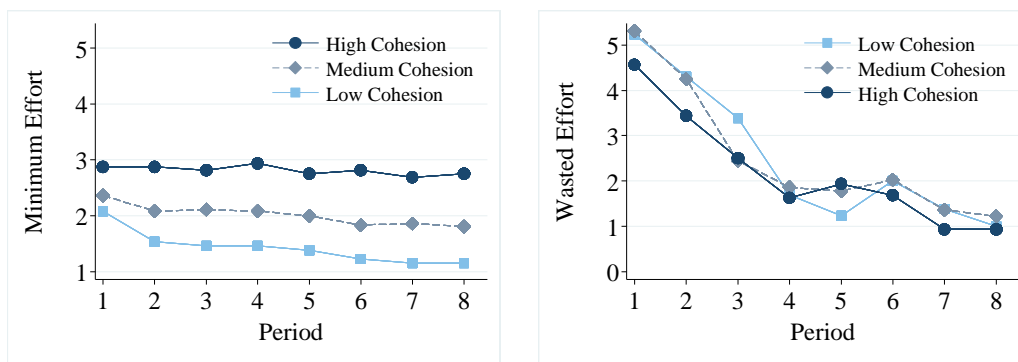 Minimum Effort
5
4
3
2
1
1 2 3 4 5 6 7 8
Period
High Cohesion
Medium Cohesion
Low Cohesion
Wasted Effort
5
4
3
2
1
0
1 2 3 4 5 6 7 8
Period
Low Cohesion
Medium Cohesion
High Cohesion